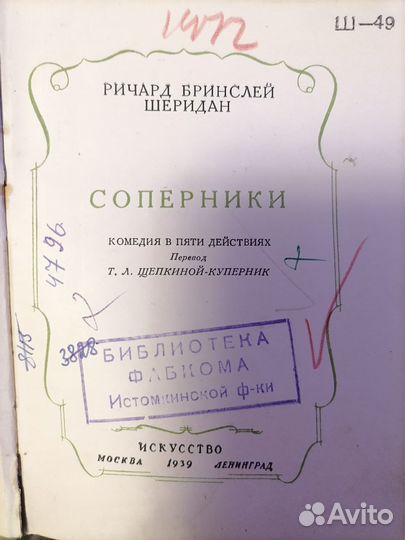 Ш—49
РИЧАРД БРИНСЛЕЙ
ШЕРИДАН
СОПЕРНИКИ
КОМЕДИЯ В ПЯТИ ДЕЙСТВИЯХ
Перевод
Т. Л. ЩЕПКИНОЙ-КУПЕРНИК
4796
3828
БИБЛИОТЕКА
ФАБКОМА
Истомкинской ф-ки
ИСКУССТВО
МОСКВА 1939 ЛЕНИНГРАД
Avito